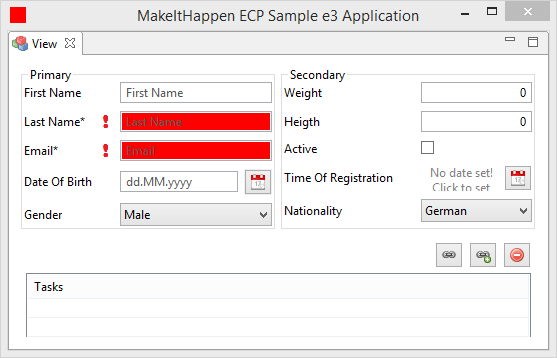 MakeItHappen ECP Sample e3 Application
View
Primary
First Name First Name
Last Name* Last Name
Email* Email
Date Of Birth dd.MM.yyyy
Gender Male
Secondary
Weight 0
Heigth 0
Active
Time Of Registration No date set!
Click to set
Nationality German
Tasks